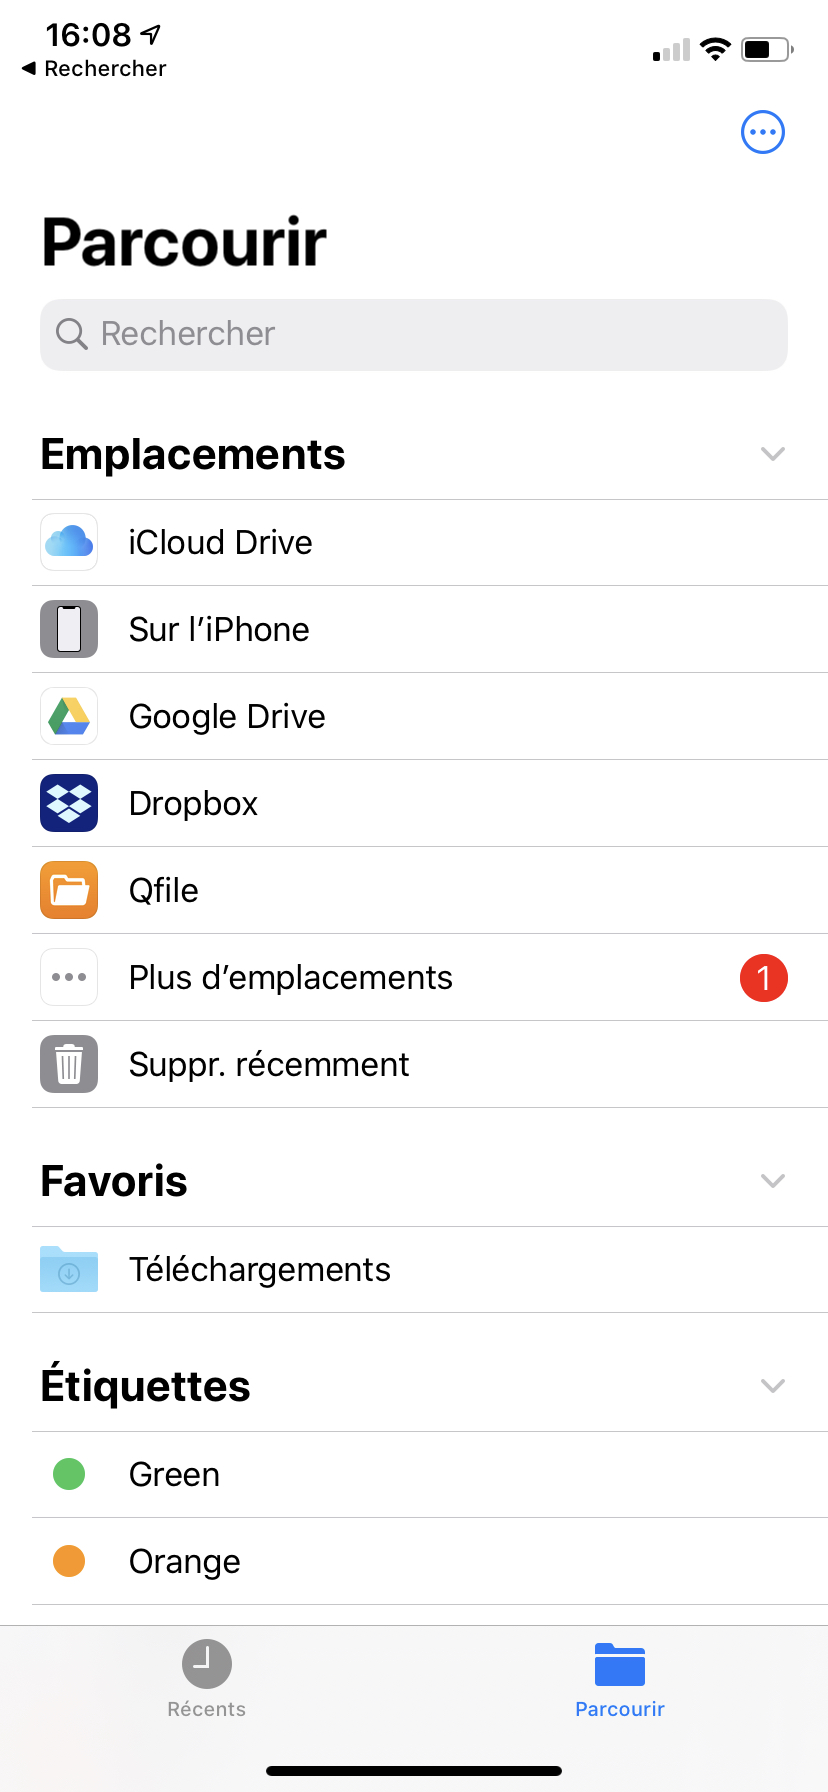 16:08
◀ Rechercher
Parcourir
Rechercher
Emplacements
iCloud Drive
Sur l’iPhone
Google Drive
Dropbox
Qfile
Plus d’emplacements
1
Suppr. récemment
Favoris
Téléchargements
Étiquettes
Green
Orange
Récents
Parcourir